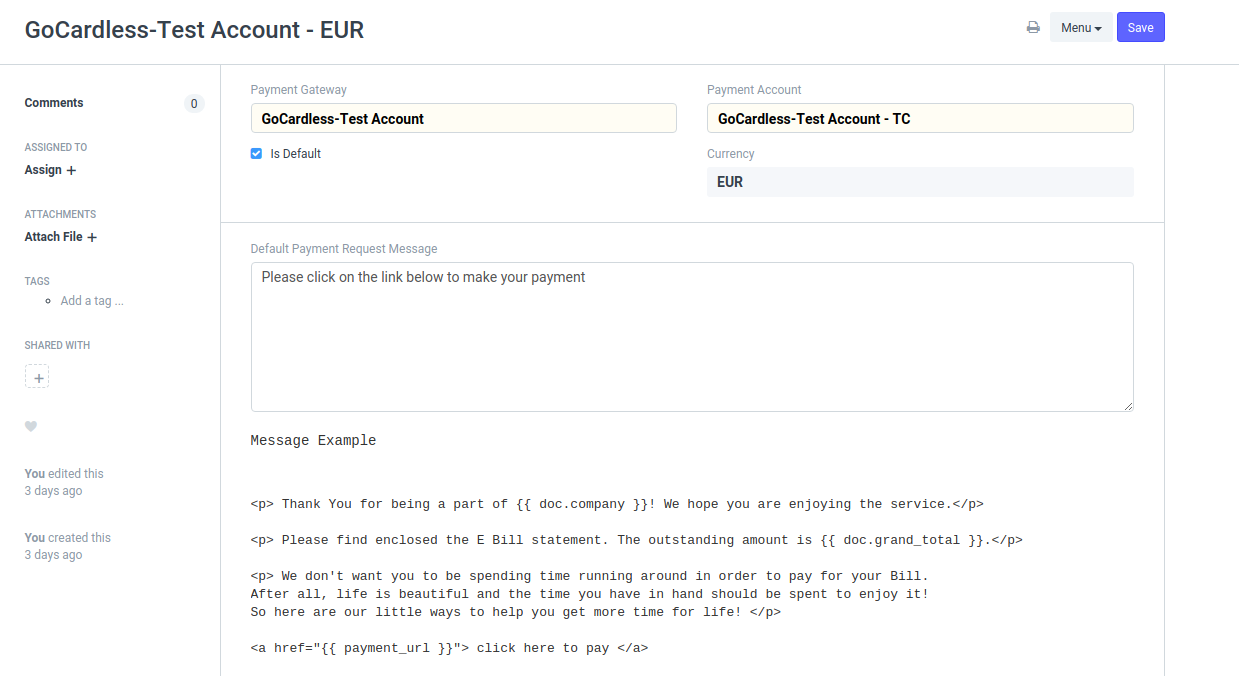 GoCardless-Test Account - EUR
Menu
Save
Comments
0
ASSIGNED TO
Assign +
ATTACHMENTS
Attach File +
TAGS
Add a tag ...
SHARED WITH
+
You edited this
3 days ago
You created this
3 days ago
Payment Gateway
GoCardless-Test Account
Is Default
Payment Account
GoCardless-Test Account - TC
Currency
EUR
Default Payment Request Message
Please click on the link below to make your payment
Message Example
<p> Thank You for being a part of {{ doc.company }}! We hope you are enjoying the service.</p>
<p> Please find enclosed the E Bill statement. The outstanding amount is {{ doc.grand_total }}.</p>
<p> We don't want you to be spending time running around in order to pay for your Bill.
After all, life is beautiful and the time you have in hand should be spent to enjoy it!
So here are our little ways to help you get more time for life! </p>
<a href="{{ payment_url }}"> click here to pay </a>